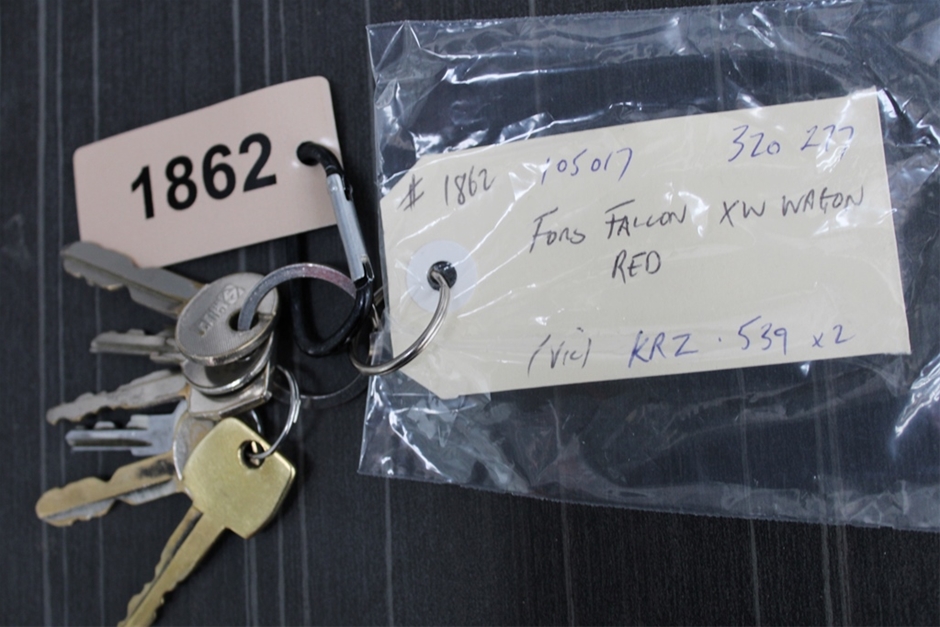 1862
# 1862 105017 320 277
FORD FALCON XW WAGON
RED
(VIC) KRZ·539 x2